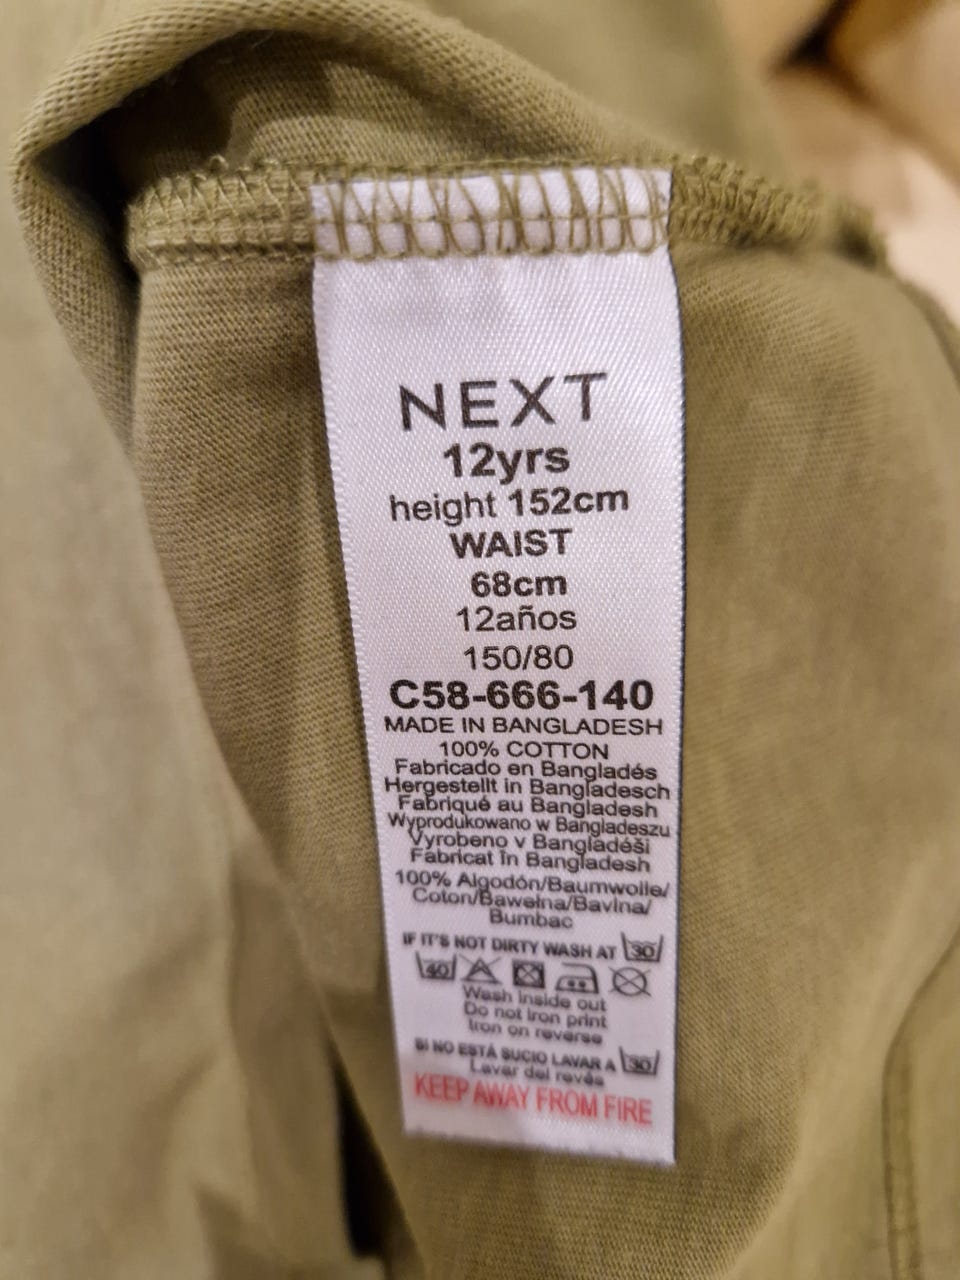 NEXT
12yrs
height 152cm
WAIST
68cm
12años
150/80
C58-666-140
MADE IN BANGLADESH
100% COTTON
Fabricado en Bangladés
Hergestellt in Bangladesch
Fabriqué au Bangladesh
Wyprodukowano w Bangladeszu
Vyrobeno v Bangladéši
Fabricat în Bangladesh
100% Algodón/Baumwolle/
Coton/Bawełna/Bavlna/
Bumbac
IF IT'S NOT DIRTY WASH AT 30
40
Wash inside out
Do not iron print
Iron on reverse
SI NO ESTÁ SUCIO LAVAR A 30
Lavar del revés
KEEP AWAY FROM FIRE